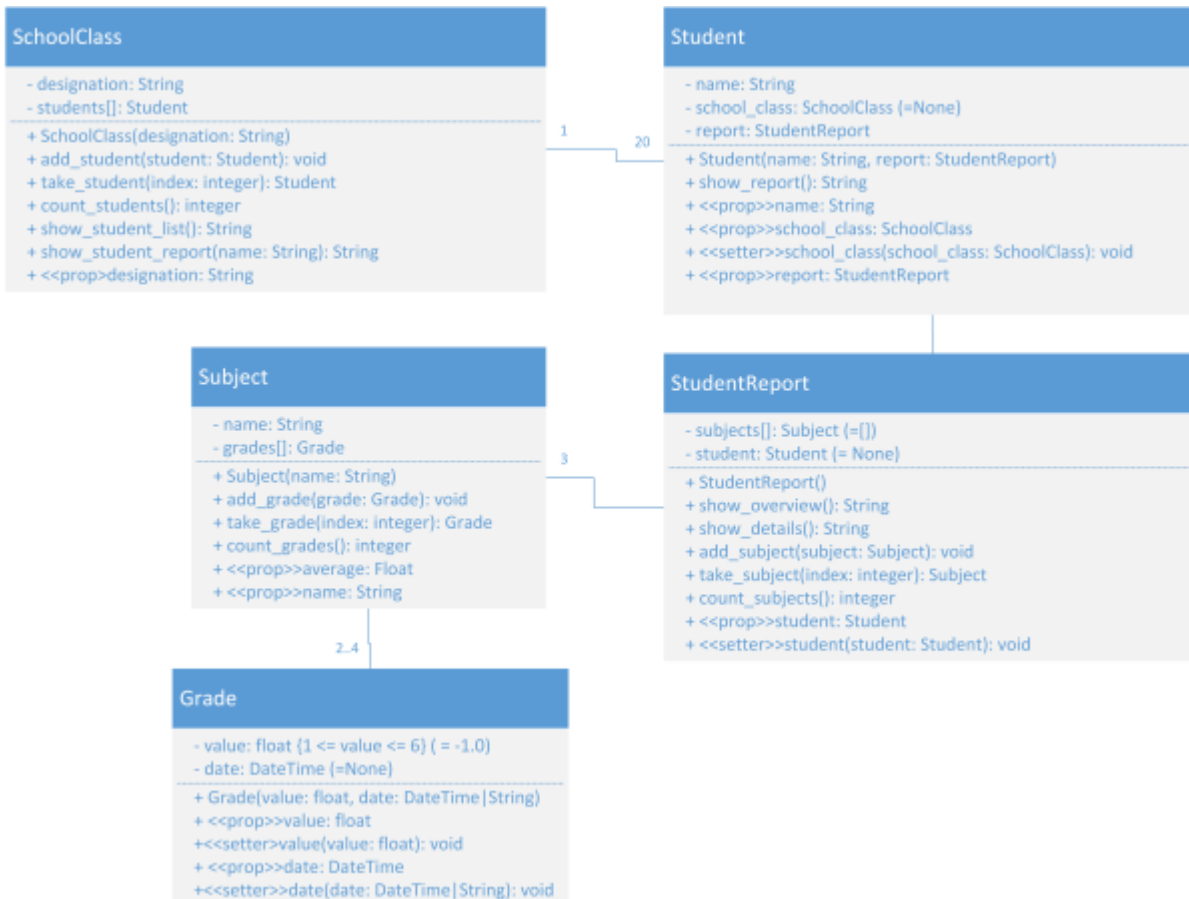 SchoolClass
- designation: String
- students[]: Student
+ SchoolClass(designation: String)
+ add_student(student: Student): void
+ take_student(index: integer): Student
+ count_students(): integer
+ show_student_list(): String
+ show_student_report(name: String): String
+ <<prop>designation: String
1
20
Student
- name: String
- school_class: SchoolClass (=None)
- report: StudentReport
+ Student(name: String, report: StudentReport)
+ show_report(): String
+ <<prop>>name: String
+ <<prop>>school_class: SchoolClass
+ <<setter>>school_class(school_class: SchoolClass): void
+ <<prop>>report: StudentReport
Subject
- name: String
- grades[]: Grade
+ Subject(name: String)
+ add_grade(grade: Grade): void
+ take_grade(index: integer): Grade
+ count_grades(): integer
+ <<prop>>average: Float
+ <<prop>>name: String
3
StudentReport
- subjects[]: Subject (=[])
- student: Student (= None)
+ StudentReport()
+ show_overview(): String
+ show_details(): String
+ add_subject(subject: Subject): void
+ take_subject(index: integer): Subject
+ count_subjects(): integer
+ <<prop>>student: Student
+ <<setter>>student(student: Student): void
2..4
Grade
- value: float {1 <= value <= 6} ( = -1.0)
- date: DateTime (=None)
+ Grade(value: float, date: DateTime|String)
+ <<prop>>value: float
+<<setter>value(value: float): void
+ <<prop>>date: DateTime
+<<setter>>date(date: DateTime|String): void